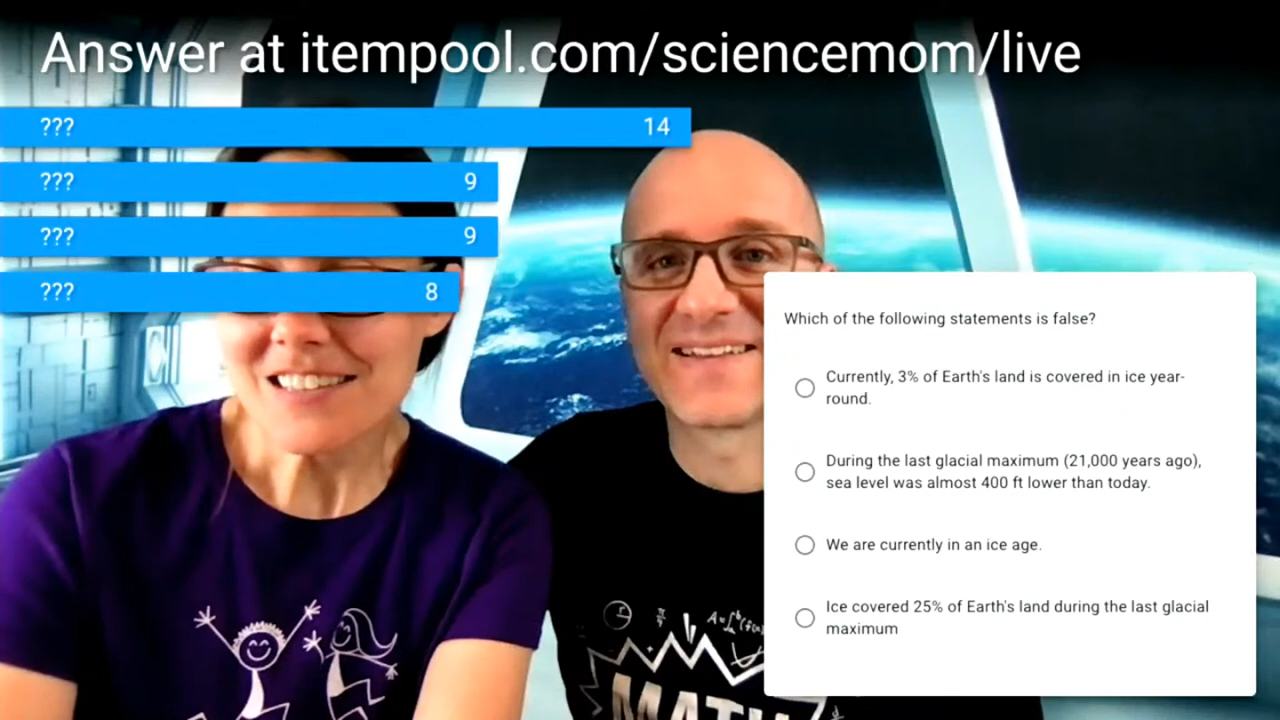 Answer at itempool.com/sciencemom/live
??? 14
??? 9
??? 9
??? 8
Which of the following statements is false?
Currently, 3% of Earth's land is covered in ice year-
round.
During the last glacial maximum (21,000 years ago),
sea level was almost 400 ft lower than today.
We are currently in an ice age.
Ice covered 25% of Earth's land during the last glacial
maximum
MATH